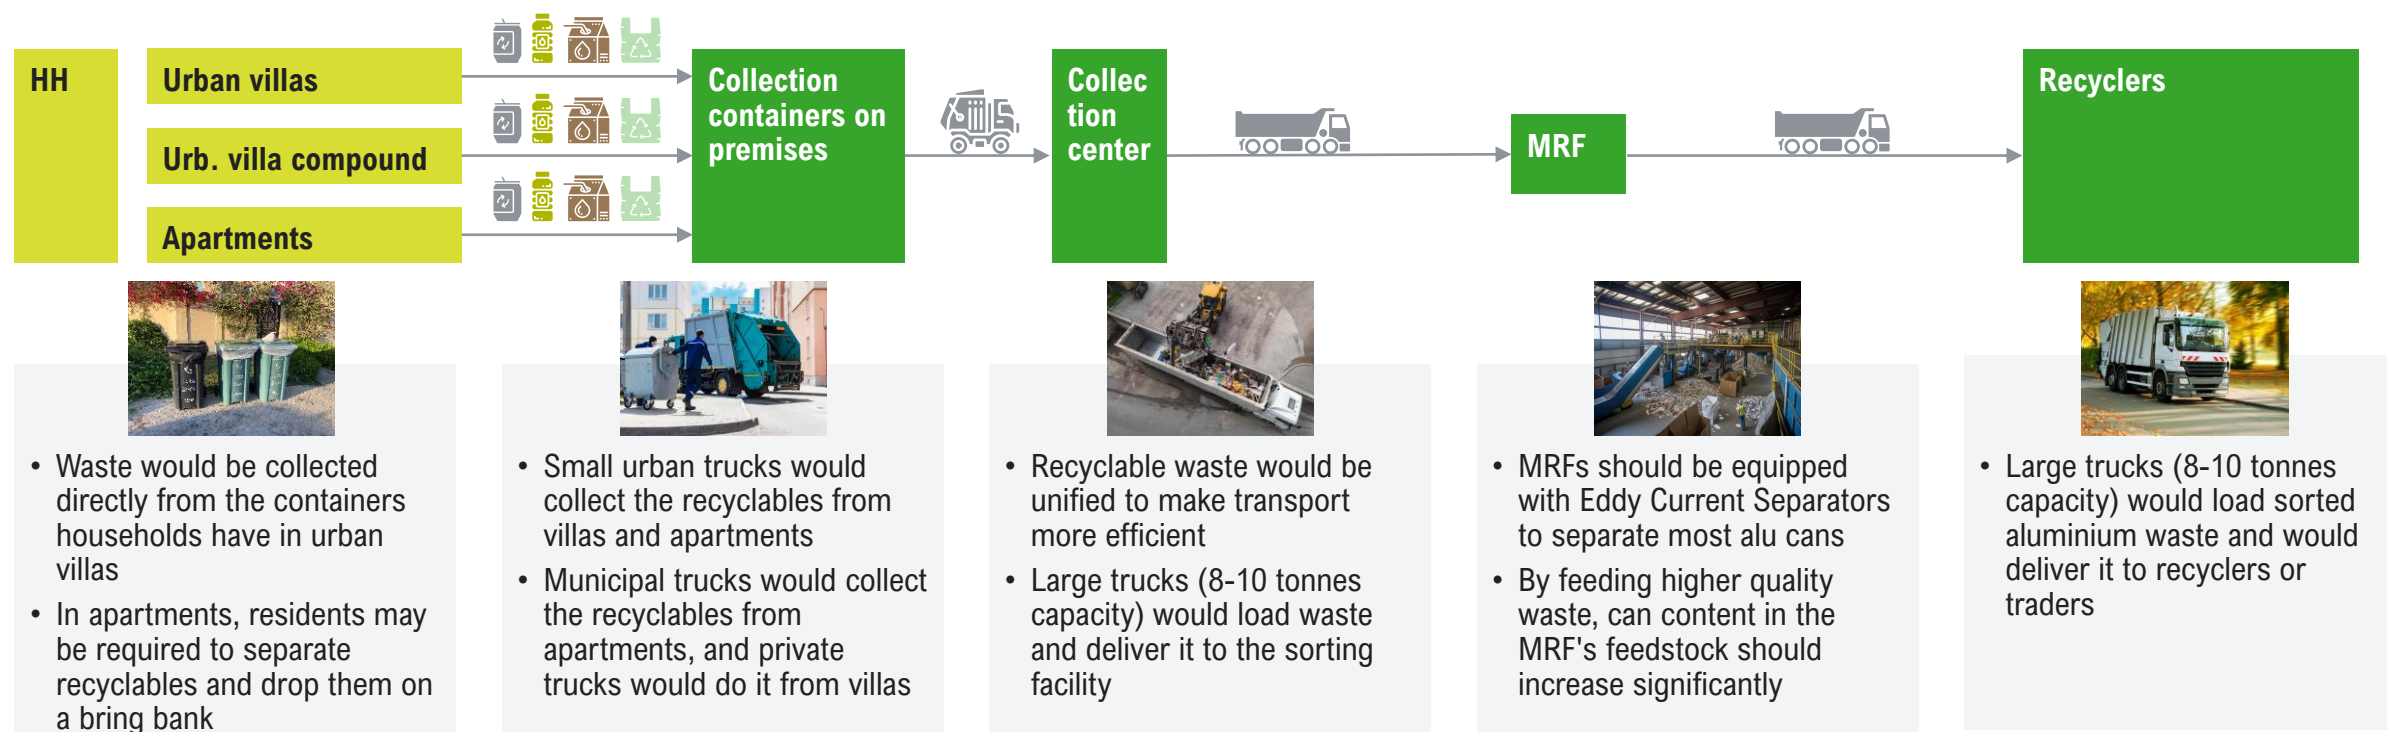 HH
Urban villas
Urb. villa compound
Apartments
Collection
containers on
premises
Collec
tion
center
MRF
Recyclers
• Waste would be collected
directly from the containers
households have in urban
villas
• In apartments, residents may
be required to separate
recyclables and drop them on
a bring bank
• Small urban trucks would
collect the recyclables from
villas and apartments
• Municipal trucks would collect
the recyclables from
apartments, and private
trucks would do it from villas
• Recyclable waste would be
unified to make transport
more efficient
• Large trucks (8-10 tonnes
capacity) would load waste
and deliver it to the sorting
facility
• MRFs should be equipped
with Eddy Current Separators
to separate most alu cans
• By feeding higher quality
waste, can content in the
MRF's feedstock should
increase significantly
• Large trucks (8-10 tonnes
capacity) would load sorted
aluminium waste and would
deliver it to recyclers or
traders